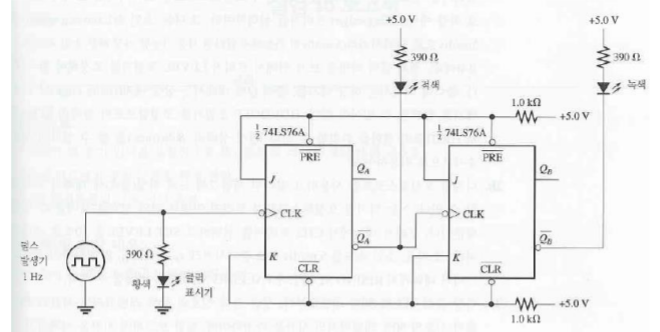 +5.0 V
+5.0 V
390 Ω
390 Ω
적색
녹색
1.0 kΩ
+5.0 V
½ 74LS76A
½ 74LS76A
PRE
PRE
J
Q_A
J
Q_B
CLK
CLK
Q̅_A
Q̅_B
K
K
CLR
CLR
펄스
발생기
1 Hz
390 Ω
황색
클럭
표시기
+5.0 V
1.0 kΩ